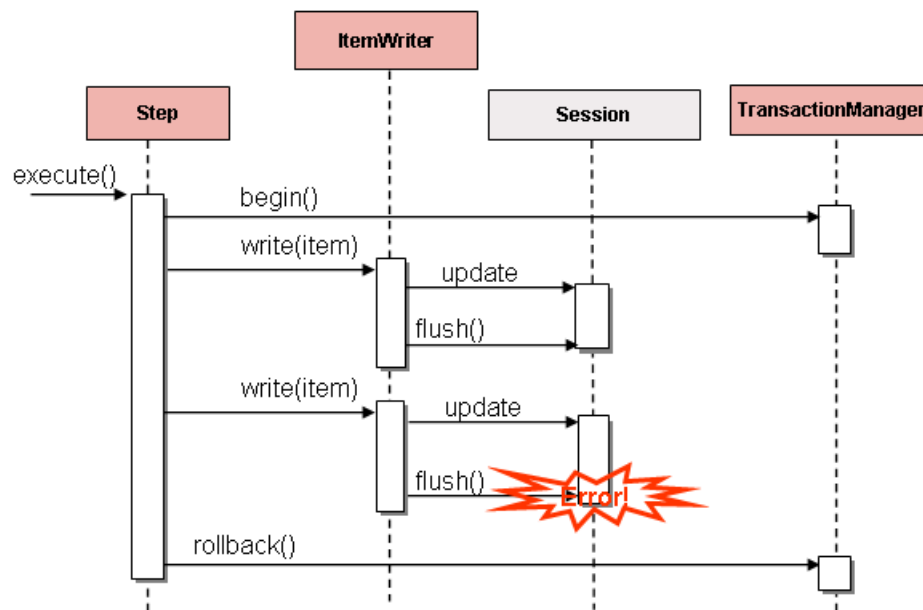 ItemWriter
Step
Session
TransactionManager
execute()
begin()
write(item)
update
flush()
write(item)
update
flush()
Error!
rollback()